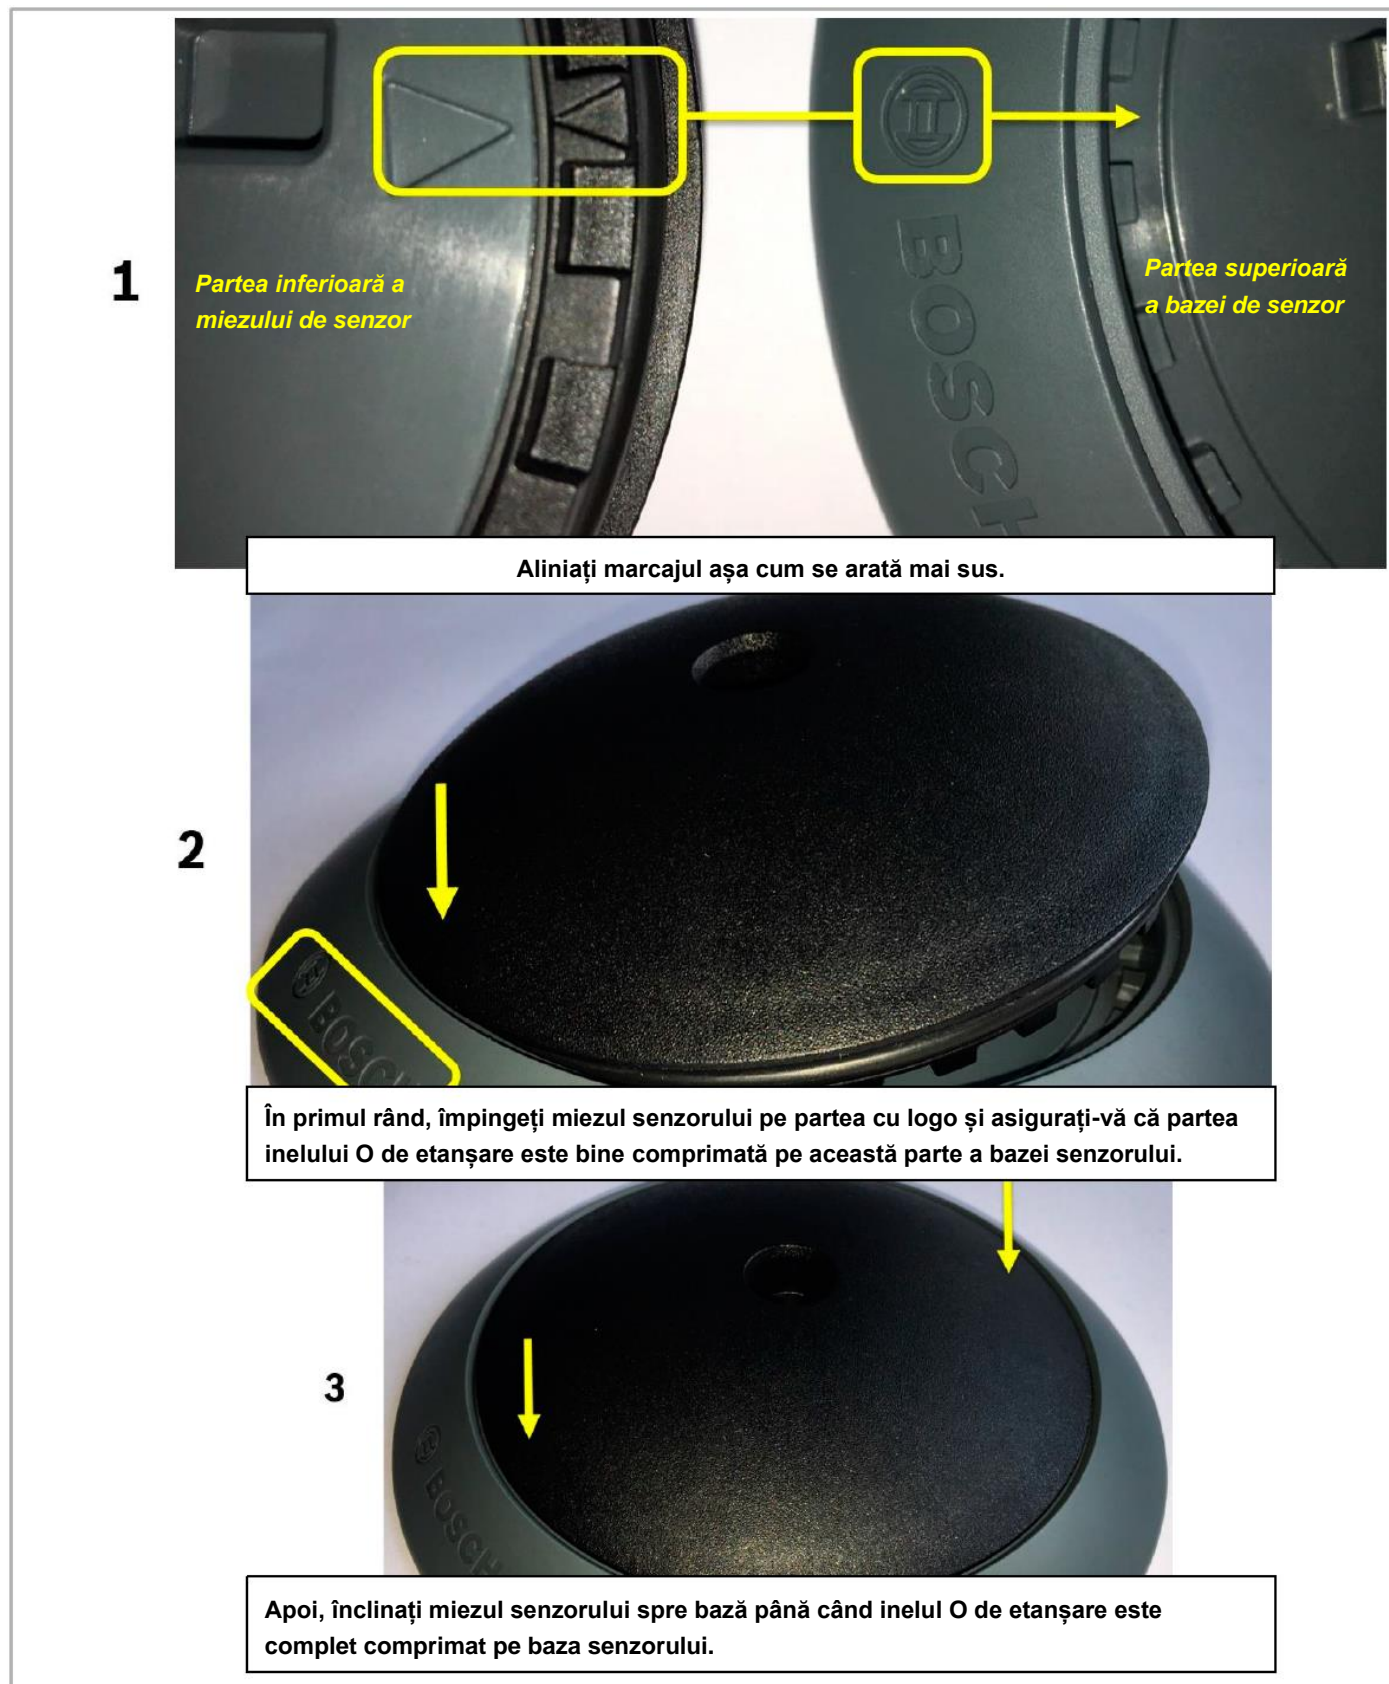 1
Partea inferioară a
miezului de senzor
BOSCH
Partea superioară
a bazei de senzor
Aliniați marcajul așa cum se arată mai sus.
2
BOSCH
În primul rând, împingeți miezul senzorului pe partea cu logo și asigurați-vă că partea
inelului O de etanșare este bine comprimată pe această parte a bazei senzorului.
3
BOSCH
Apoi, înclinați miezul senzorului spre bază până când inelul O de etanșare este
complet comprimat pe baza senzorului.